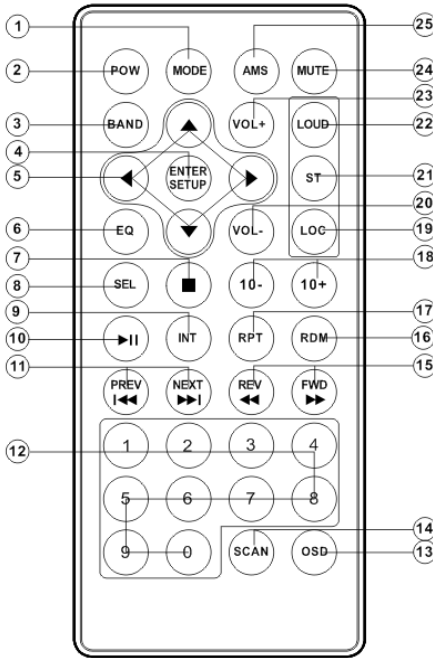 1
25
2 POW MODE AMS MUTE 24
23
3 BAND VOL+ LOUD 22
4
5 ENTER SETUP ST 21
20
6 EQ VOL- LOC 19
7 18
8 SEL 10- 10+
9 17
10 INT RPT RDM 16
11 15
PREV NEXT REV FWD
1 2 3 4
12
5 6 7 8
14
9 0 SCAN OSD 13